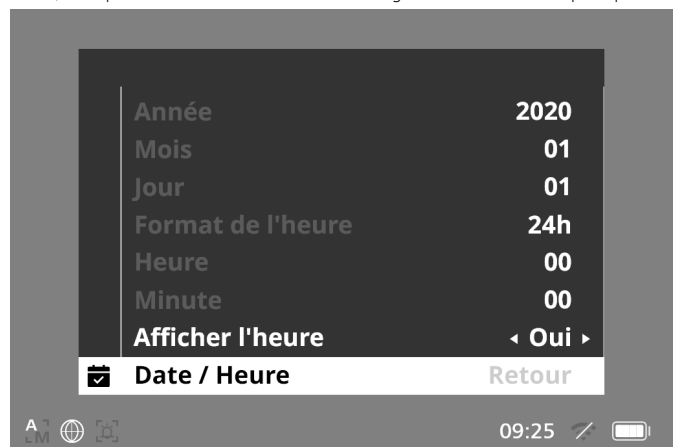 Année 2020
Mois 01
Jour 01
Format de l'heure 24h
Heure 00
Minute 00
Afficher l'heure Oui
Date / Heure Retour
A M 09:25